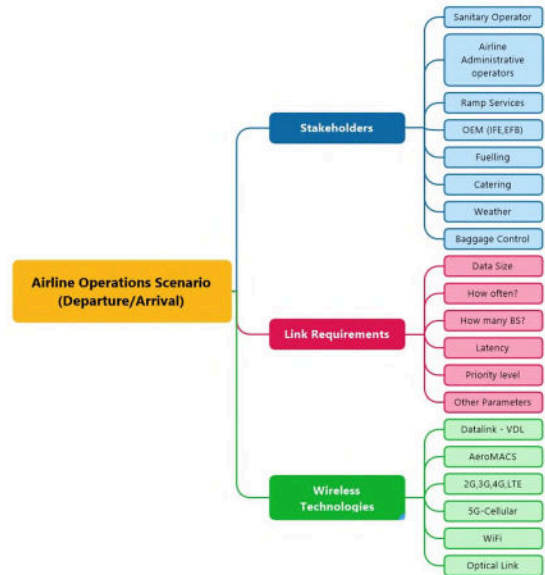 Sanitary Operator
Airline
Administrative
operators
Ramp Services
Stakeholders
OEM (IFE,EFB)
Fuelling
Catering
Weather
Baggage Control
Airline Operations Scenario
(Departure/Arrival)
Data Size
How often?
How many BS?
Link Requirements
Latency
Priority level
Other Parameters
Datalink - VDL
AeroMACS
2G,3G,4G,LTE
Wireless
Technologies
5G-Cellular
WiFi
Optical Link